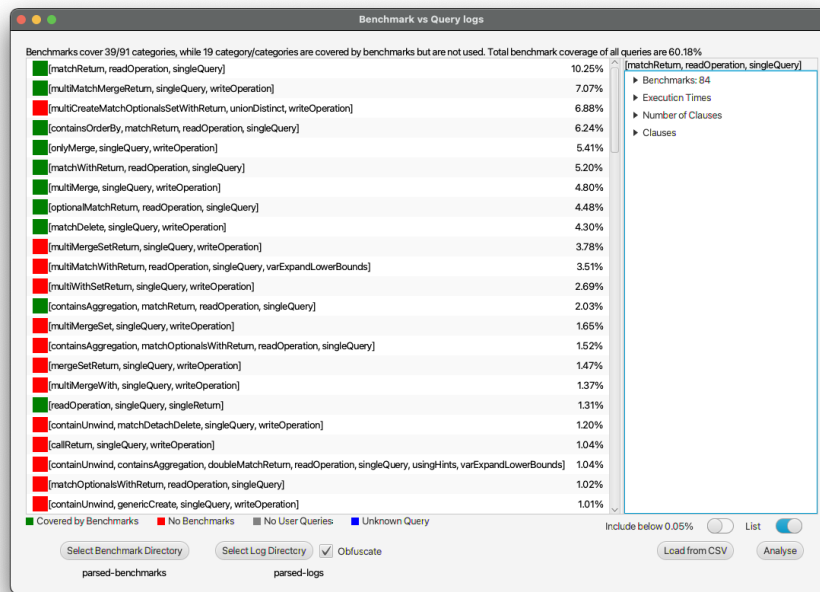 Benchmark vs Query logs
Benchmarks cover 39/91 categories, while 19 category/categories are covered by benchmarks but are not used. Total benchmark coverage of all queries are 60.18%
[matchReturn, readOperation, singleQuery] 10.25%
[multiMatchMergeReturn, singleQuery, writeOperation] 7.07%
[multiCreateMatchOptionalsSetWithReturn, unionDistinct, writeOperation] 6.88%
[containsOrderBy, matchReturn, readOperation, singleQuery] 6.24%
[onlyMerge, singleQuery, writeOperation] 5.41%
[matchWithReturn, readOperation, singleQuery] 5.20%
[multiMerge, singleQuery, writeOperation] 4.80%
[optionalMatchReturn, readOperation, singleQuery] 4.48%
[matchDelete, singleQuery, writeOperation] 4.30%
[multiMergeSetReturn, singleQuery, writeOperation] 3.78%
[multiMatchWithReturn, readOperation, singleQuery, varExpandLowerBounds] 3.51%
[multiWithSetReturn, singleQuery, writeOperation] 2.69%
[containsAggregation, matchReturn, readOperation, singleQuery] 2.03%
[multiMergeSet, singleQuery, writeOperation] 1.65%
[containsAggregation, matchOptionalsWithReturn, readOperation, singleQuery] 1.52%
[mergeSetReturn, singleQuery, writeOperation] 1.47%
[multiMergeWith, singleQuery, writeOperation] 1.37%
[readOperation, singleQuery, singleReturn] 1.31%
[containUnwind, matchDetachDelete, singleQuery, writeOperation] 1.20%
[callReturn, singleQuery, writeOperation] 1.04%
[containUnwind, containsAggregation, doubleMatchReturn, readOperation, singleQuery, usingHints, varExpandLowerBounds] 1.04%
[matchOptionalsWithReturn, readOperation, singleQuery] 1.02%
[containUnwind, genericCreate, singleQuery, writeOperation] 1.01%
[matchReturn, readOperation, singleQuery]
Benchmarks: 84
Execution Times
Number of Clauses
Clauses
Covered by Benchmarks No Benchmarks No User Queries Unknown Query
Include below 0.05% List
Select Benchmark Directory Select Log Directory Obfuscate Load from CSV Analyse
parsed-benchmarks parsed-logs